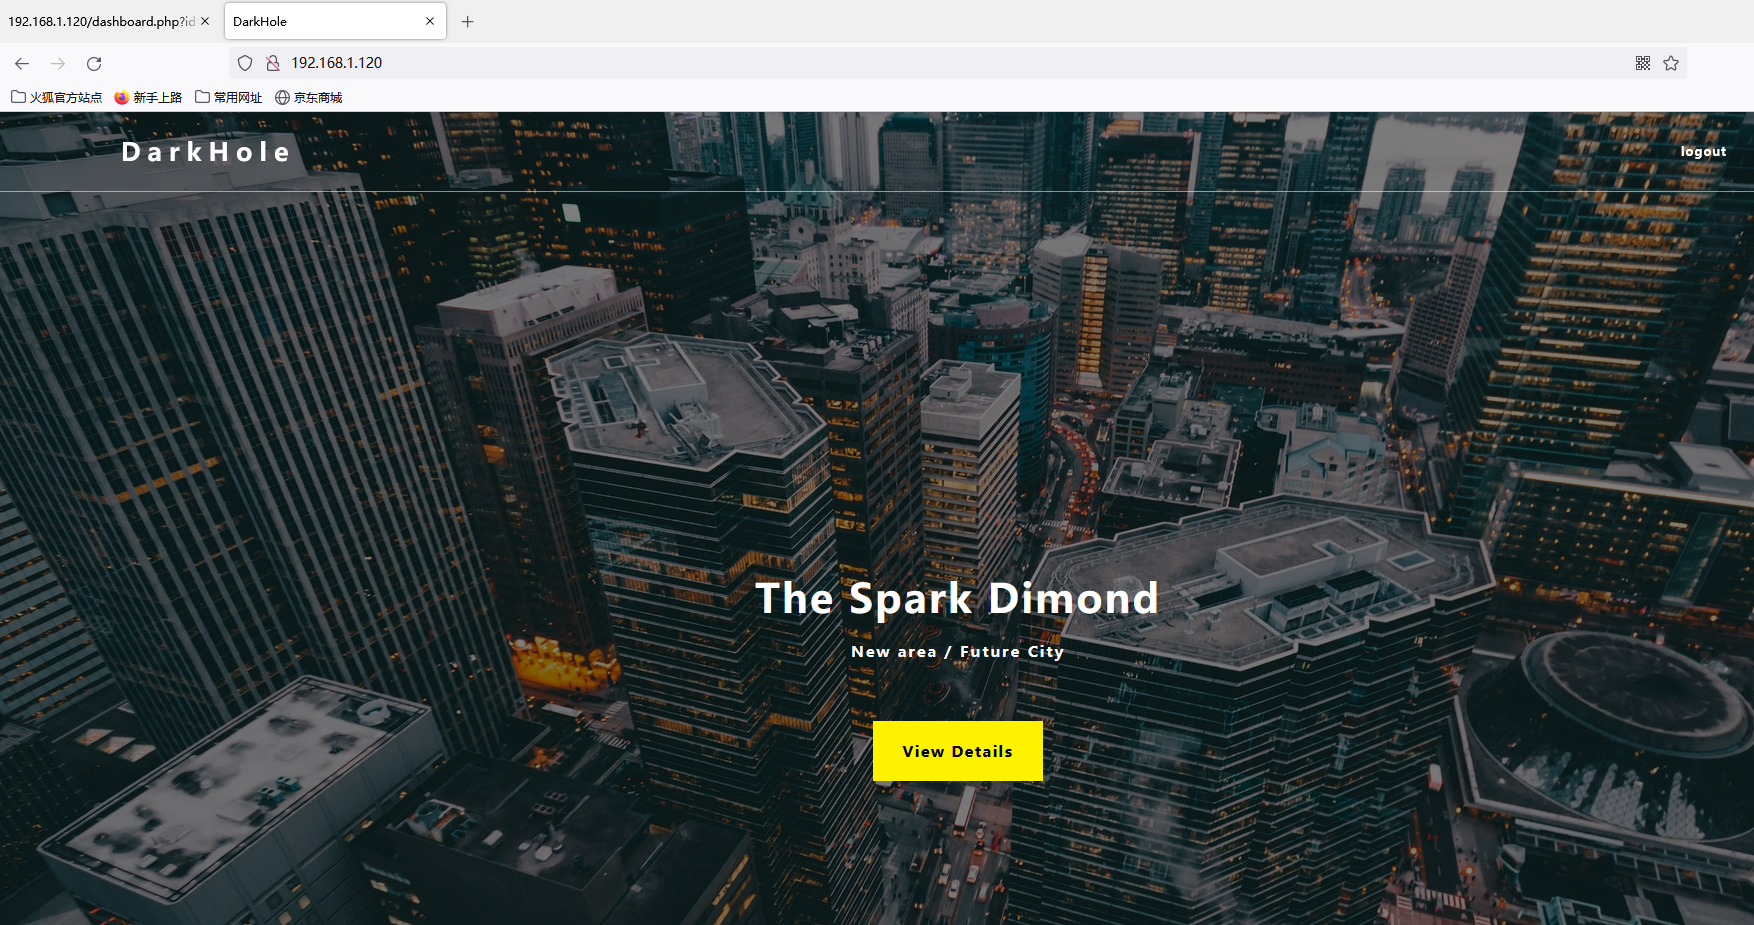 192.168.1.120/dashboard.php?id
DarkHole
192.168.1.120
火狐官方站点
新手上路
常用网址
京东商城
DarkHole
logout
The Spark Dimond
New area / Future City
View Details